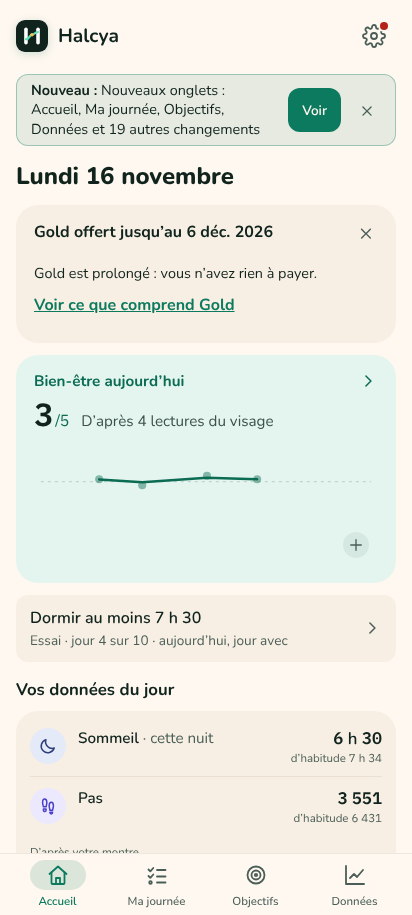 Halcya
Nouveau : Nouveaux onglets :
Accueil, Ma journée, Objectifs,
Données et 19 autres changements
Voir
Lundi 16 novembre
Gold offert jusqu’au 6 déc. 2026
Gold est prolongé : vous n’avez rien à payer.
Voir ce que comprend Gold
Bien-être aujourd’hui
3/5 D’après 4 lectures du visage
Dormir au moins 7 h 30
Essai · jour 4 sur 10 · aujourd’hui, jour avec
Vos données du jour
Sommeil · cette nuit 6 h 30
d’habitude 7 h 34
Pas 3 551
d’habitude 6 431
D’après votre montre
Accueil Ma journée Objectifs Données